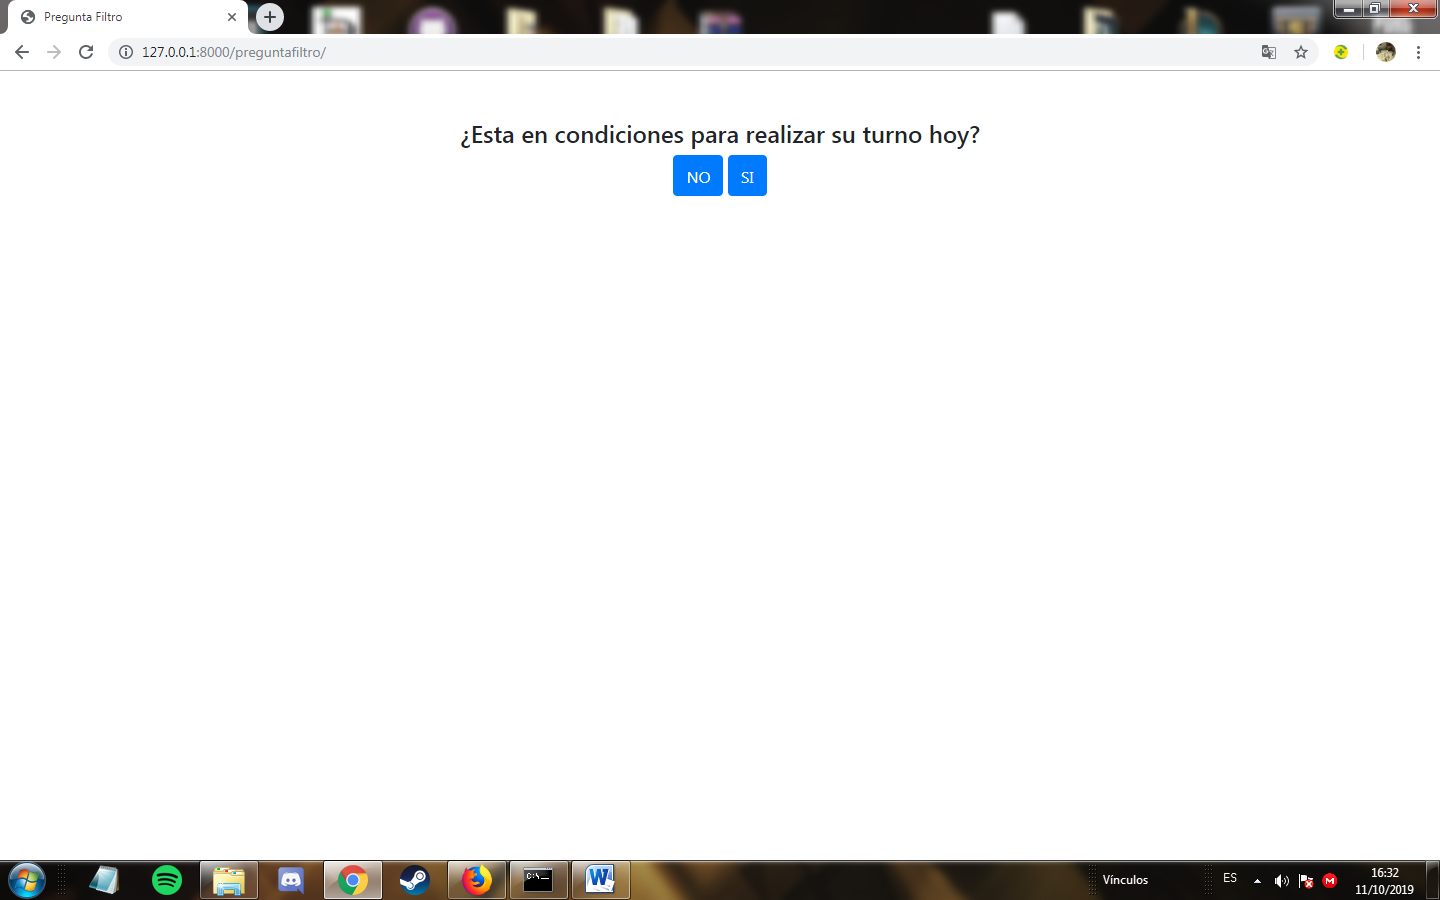 Pregunta Filtro
127.0.0.1:8000/preguntafiltro/
¿Esta en condiciones para realizar su turno hoy?
NO SI
Vínculos
ES
16:32
11/10/2019